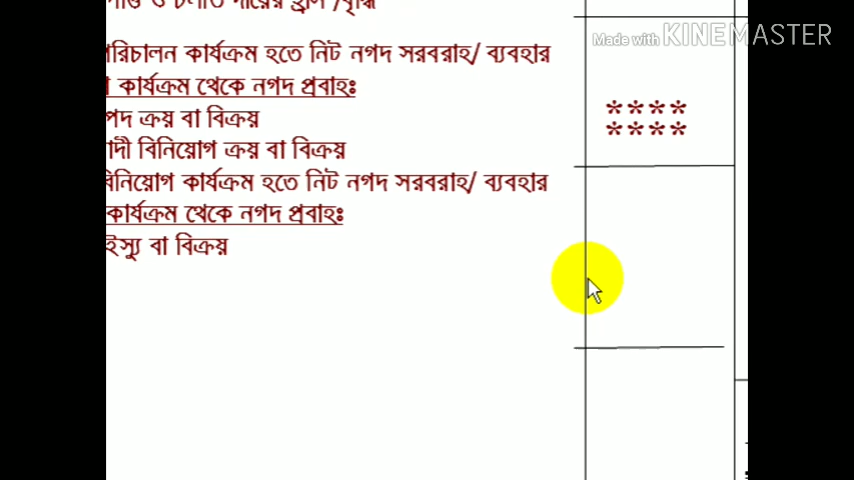 ও চলতি দায়ের হ্রাস /বৃদ্ধি
Made with KINEMASTER
পরিচালন কার্যক্রম হতে নিট নগদ সরবরাহ/ ব্যবহার
কার্যক্রম থেকে নগদ প্রবাহঃ
পদ ক্রয় বা বিক্রয়
****
****
য়াদী বিনিয়োগ ক্রয় বা বিক্রয়
বিনিয়োগ কার্যক্রম হতে নিট নগদ সরবরাহ/ ব্যবহার
কার্যক্রম থেকে নগদ প্রবাহঃ
ইস্যু বা বিক্রয়